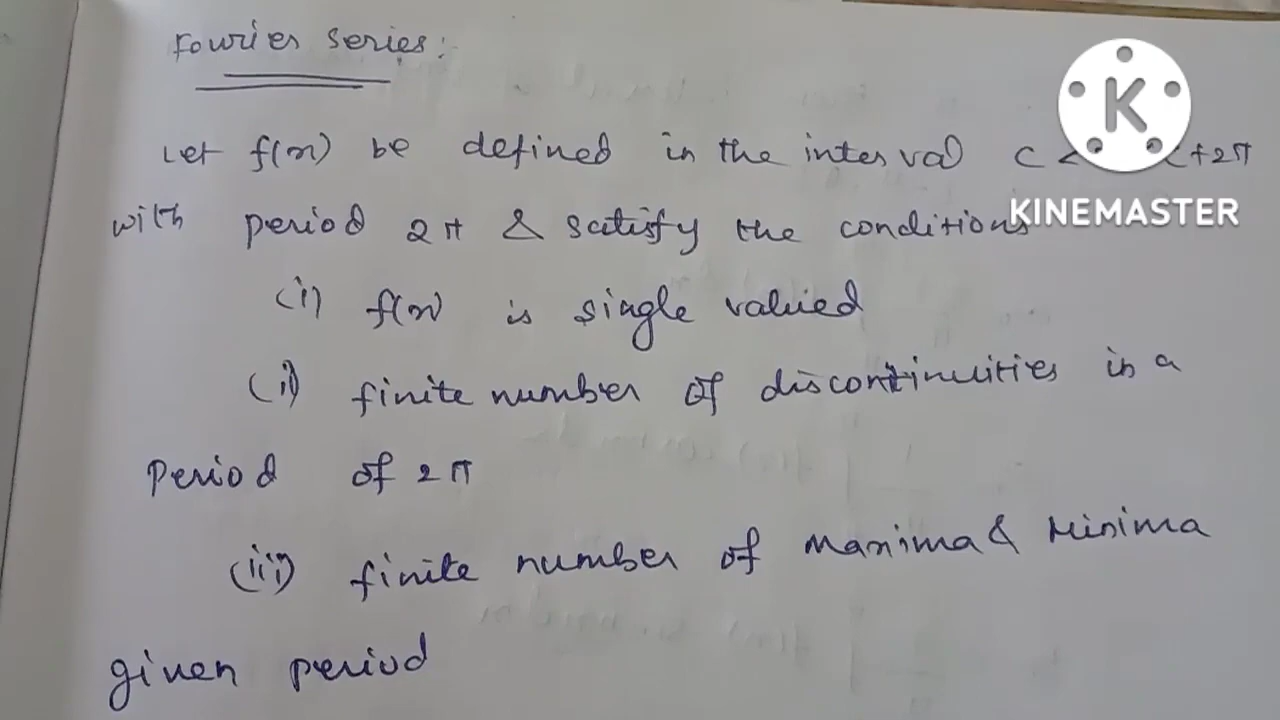 Fourier series:
Let f(x) be defined in the interval c < c+2π
with period 2π & satisfy the conditions
KINEMASTER
(i) f(x) is single valued
(ii) finite number of discontinuities in a
period of 2π
(iii) finite number of Maxima & Minima
given period